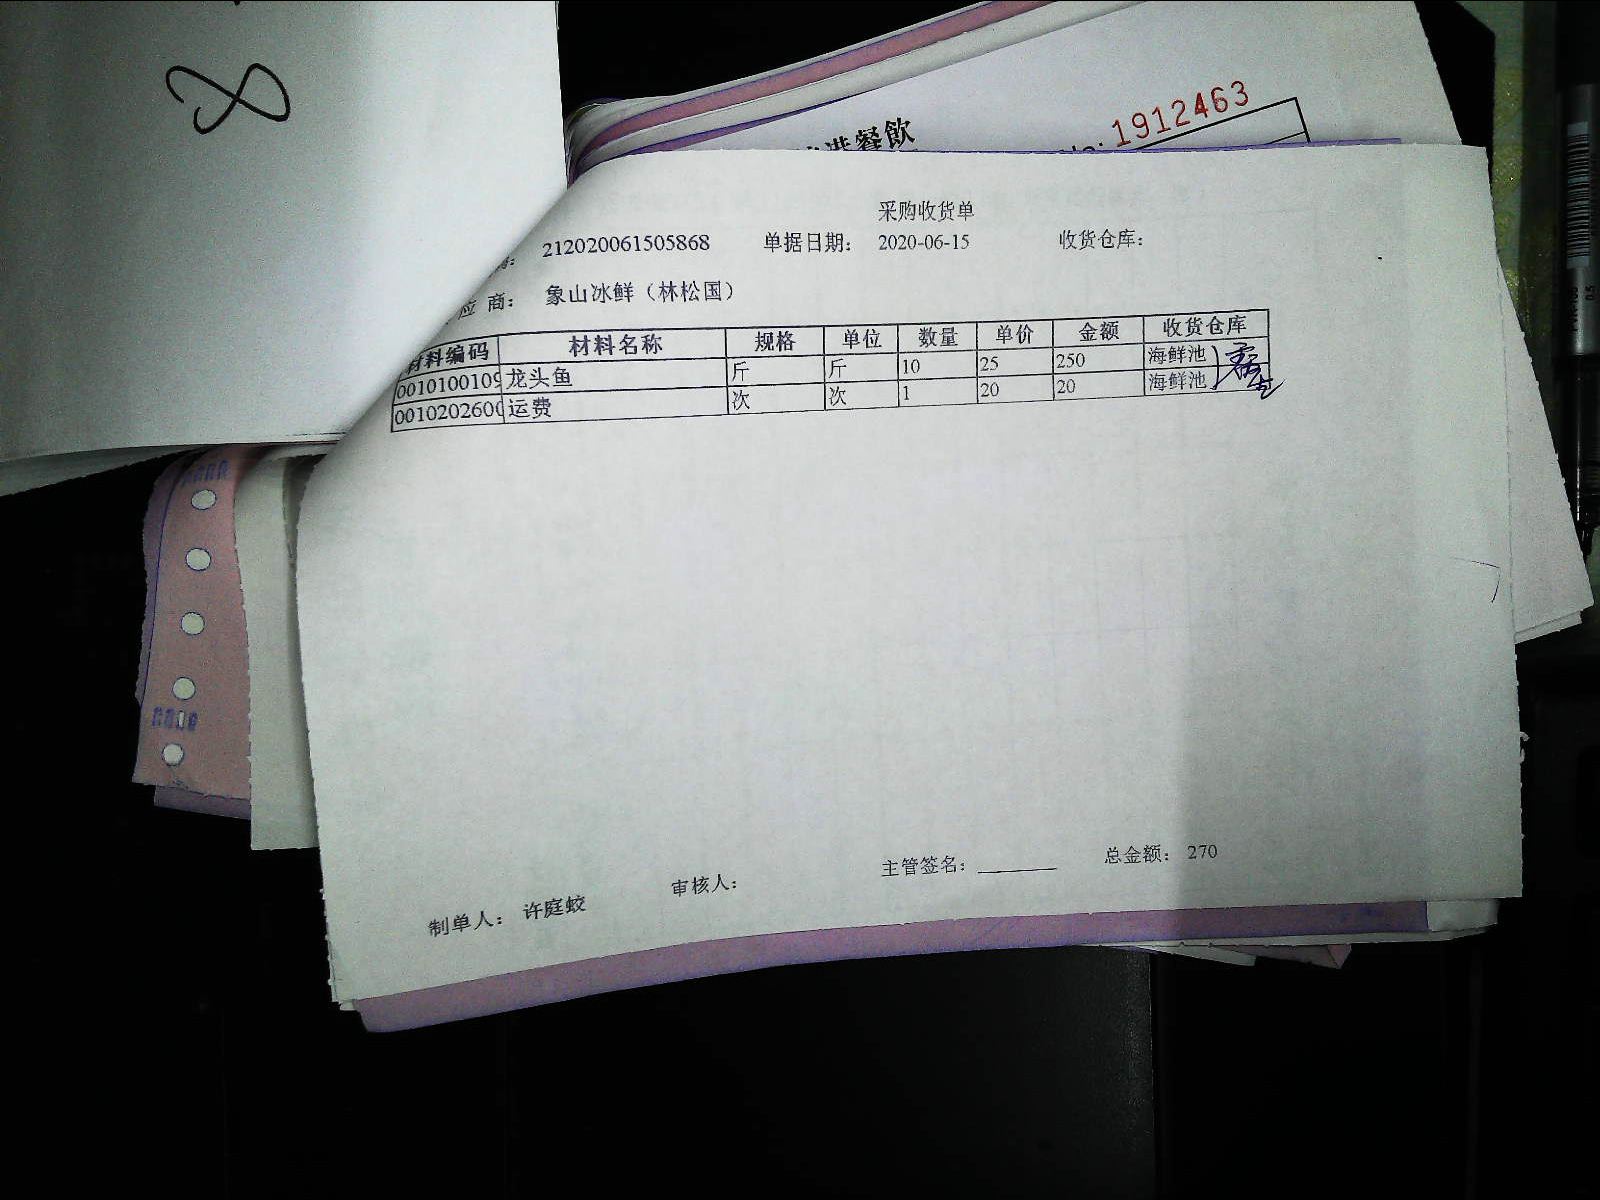 餐飲
1912463
采购收货单
212020061505868 单据日期： 2020-06-15 收货仓库：
应商： 象山冰鲜（林松国）
材料编码 材料名称 规格 单位 数量 单价 金额 收货仓库
001010010 龙头鱼 斤 斤 10 25 250 海鲜池
00102026 运费 次 次 1 20 20 海鲜池
制单人： 许庭蛟 审核人： 主管签名： 总金额： 270